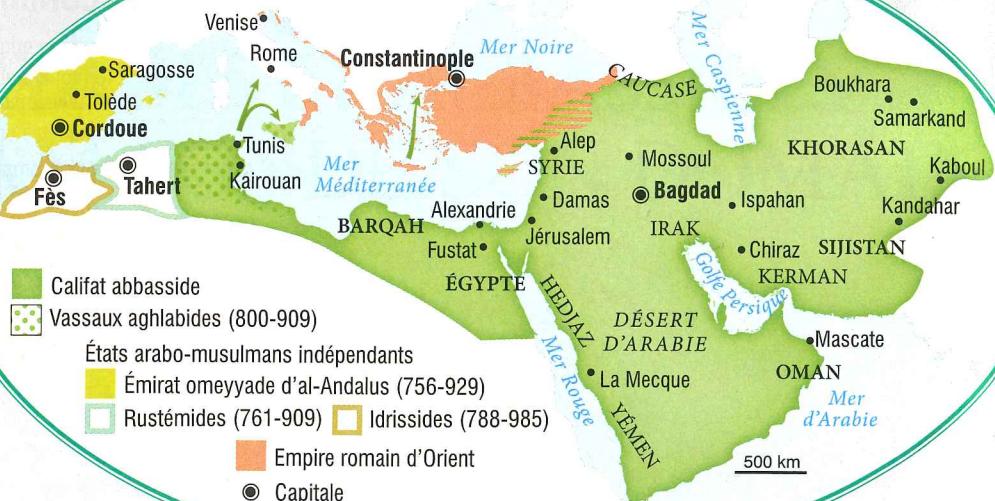 Venise
Rome
Constantinople
Mer Noire
CAUCASE
Mer Caspienne
Boukhara
Samarkand
KHORASAN
Kaboul
Kandahar
SIJISTAN
Saragosse
Tolède
Cordoue
Fès
Tahert
Tunis
Kairouan
Mer
Méditerranée
Alep
SYRIE
Mossoul
Bagdad
Damas
Ispahan
IRAK
Jérusalem
Chiraz
KERMAN
Golfe Persique
BARQAH
Alexandrie
Fustat
ÉGYPTE
HEDJAZ
DÉSERT
D'ARABIE
Mer Rouge
La Mecque
YÉMEN
Mascate
OMAN
Mer
d'Arabie
500 km
Califat abbasside
Vassaux aghlabides (800-909)
États arabo-musulmans indépendants
Émirat omeyyade d'al-Andalus (756-929)
Rustémides (761-909) Idrissides (788-985)
Empire romain d'Orient
Capitale